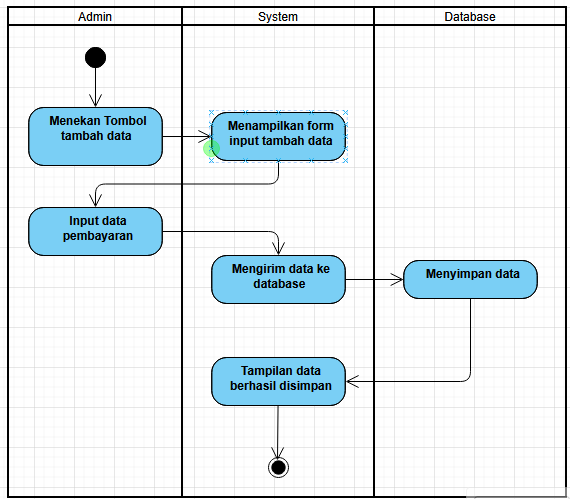 Admin
System
Database
Menekan Tombol
tambah data
Menampilkan form
input tambah data
Input data
pembayaran
Mengirim data ke
database
Menyimpan data
Tampilan data
berhasil disimpan